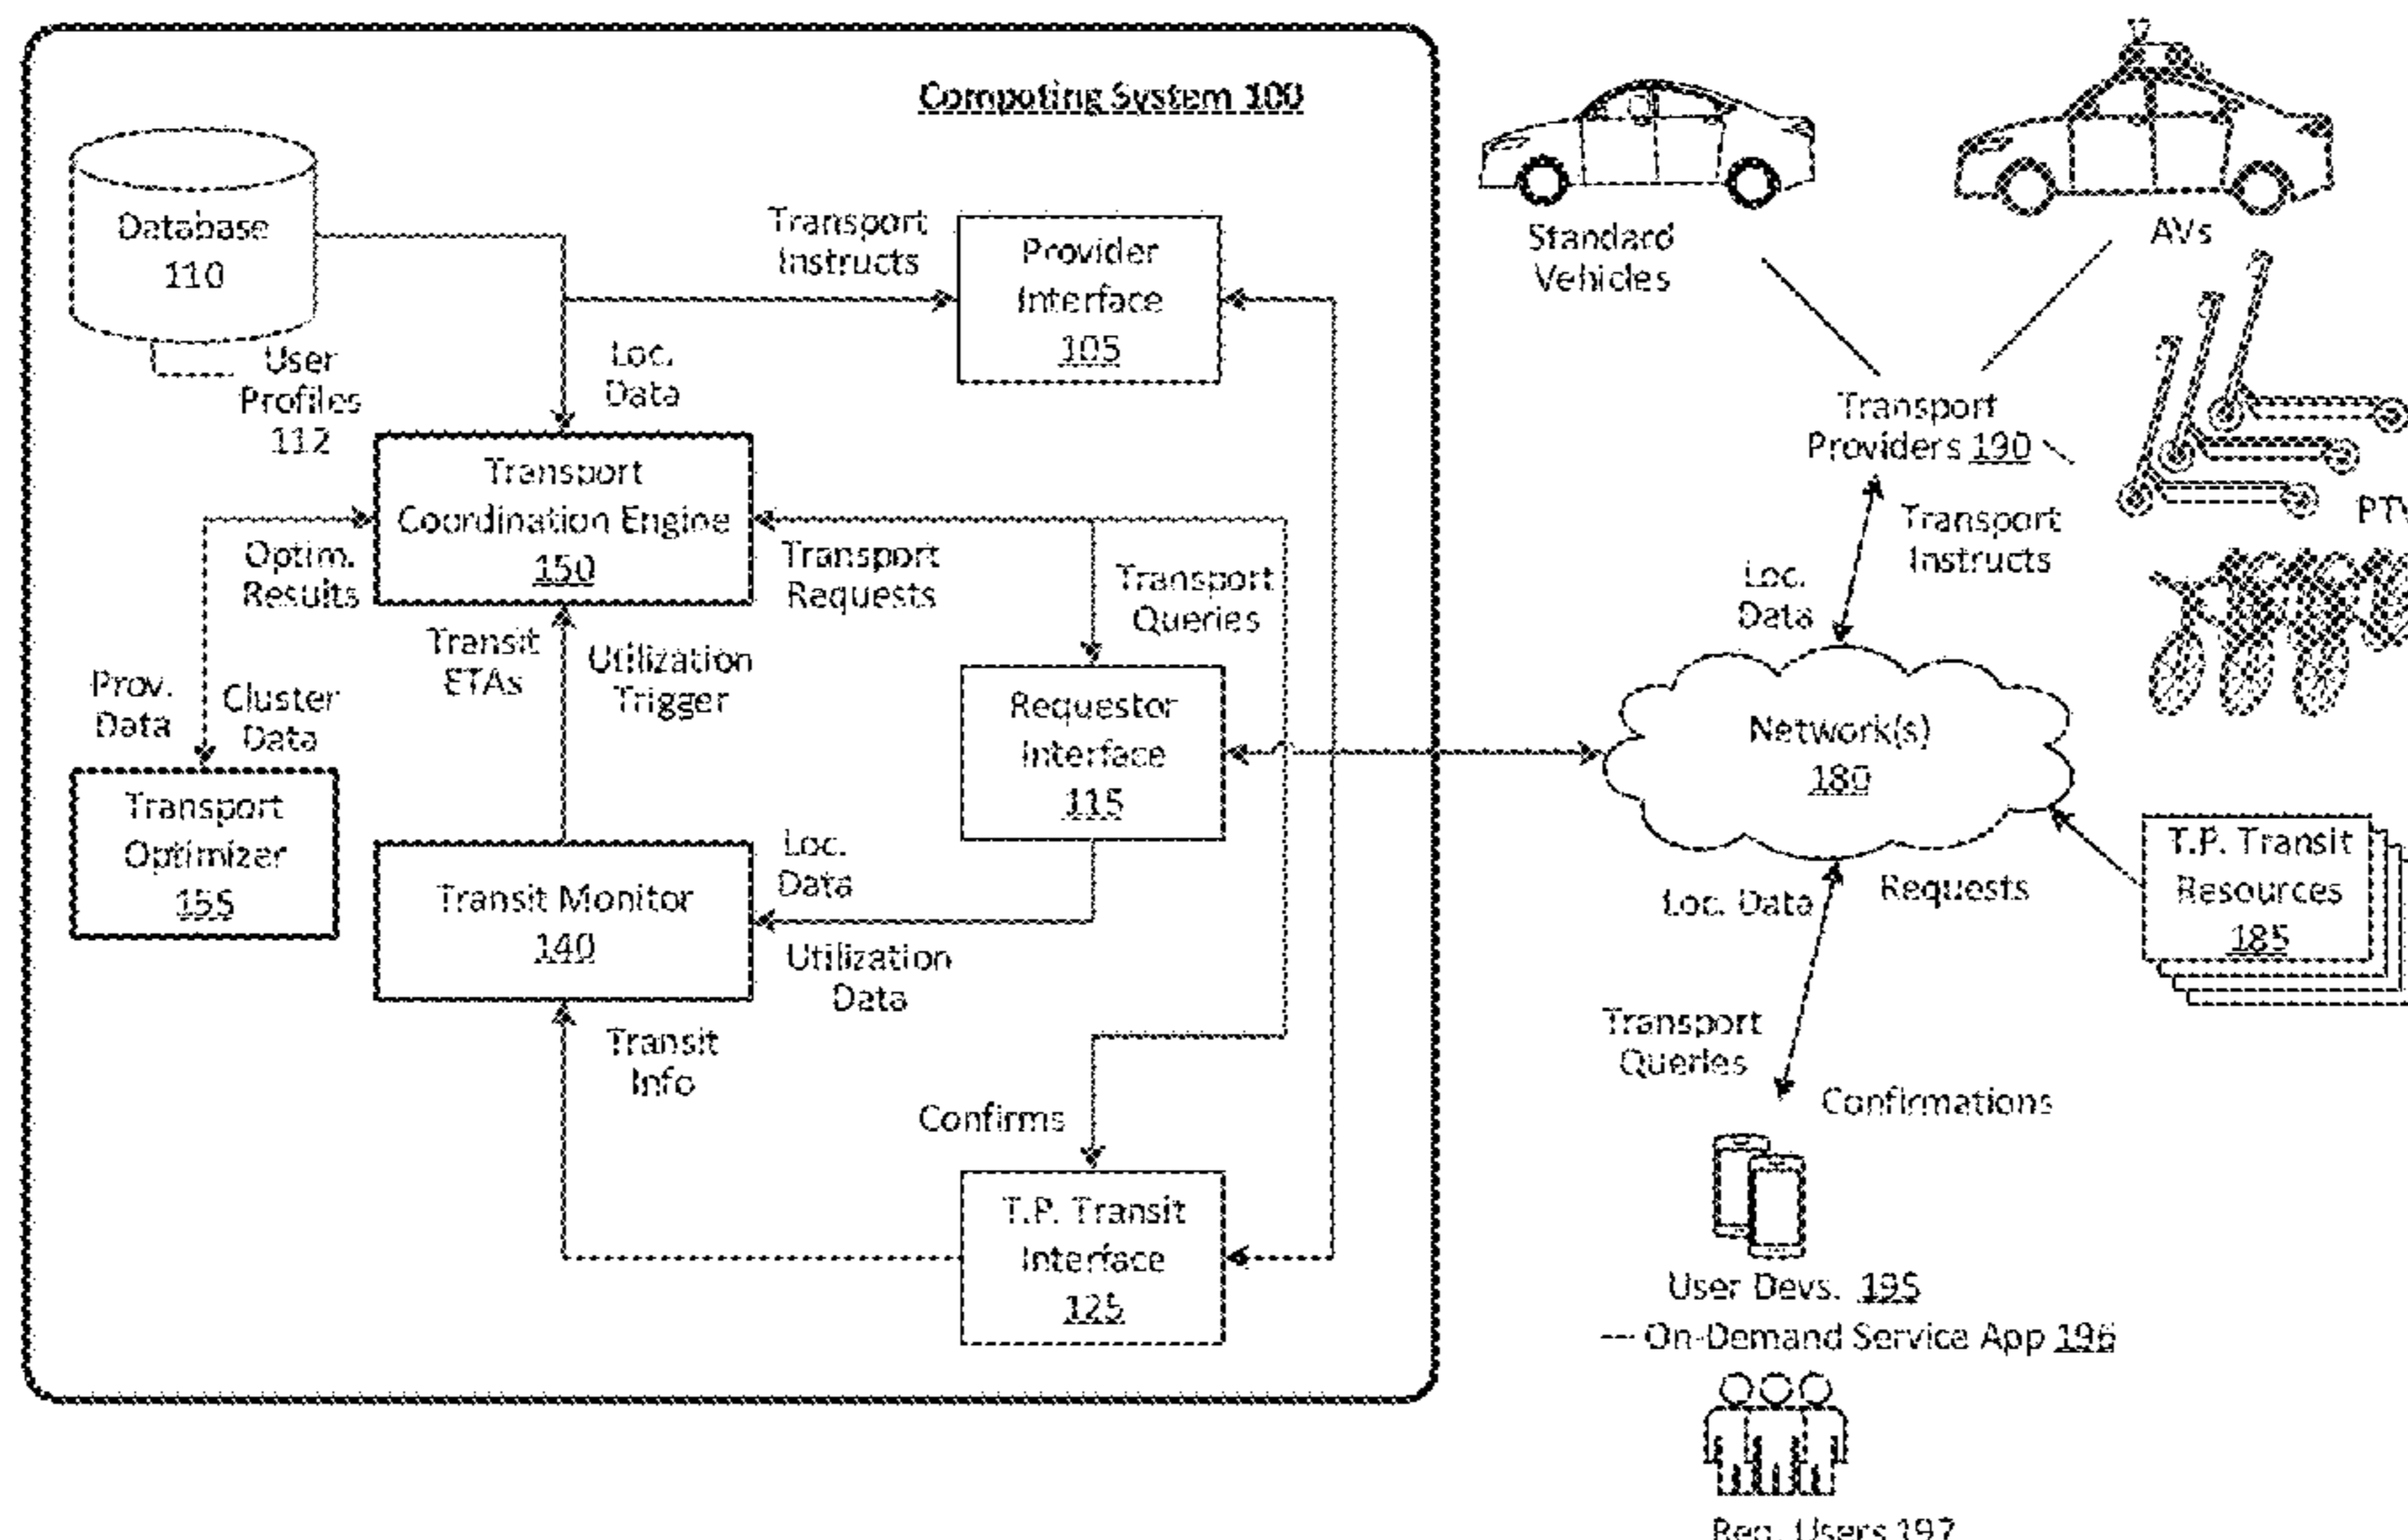 Computing System 100
Database
110
User
Profiles
112
Transport
Instructs
Loc.
Data
Provider
Interface
105
Transport
Coordination Engine
150
Optim.
Results
Transport
Requests
Transport
Queries
Transit
ETAs
Utilization
Trigger
Prov.
Data
Cluster
Data
Transport
Optimizer
155
Requestor
Interface
115
Transit Monitor
140
Loc.
Data
Utilization
Data
Transit
Info
Confirms
T.P. Transit
Interface
125
Standard
Vehicles
AVs
Transport
Providers 190
Transport
Instructs
Loc.
Data
Network(s)
180
T.P. Transit
Resources
185
Loc. Data
Requests
Transport
Queries
Confirmations
User Devs. 195
On-Demand Service App 196
Req. Users 197